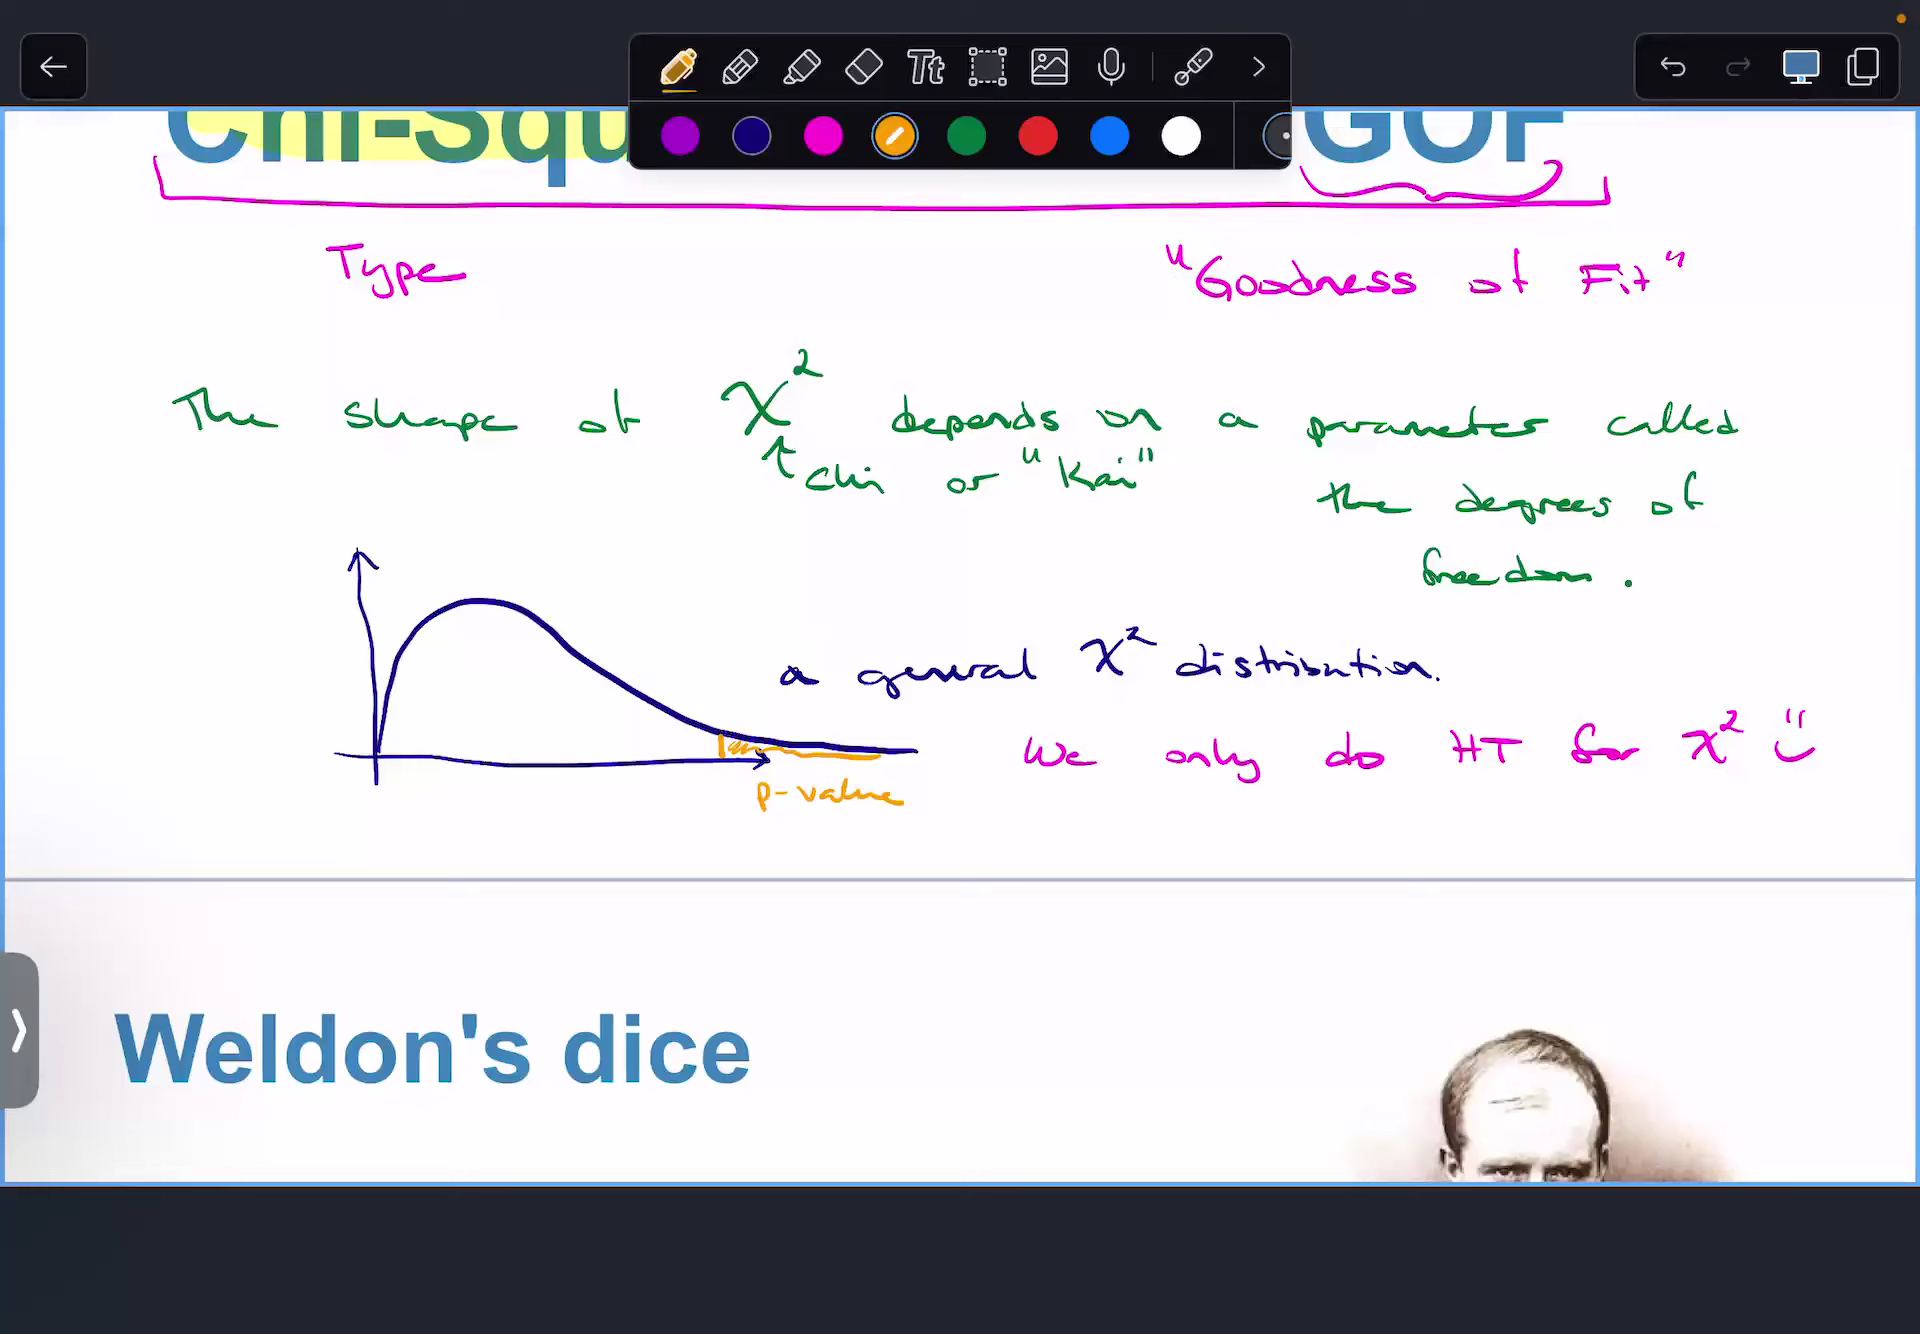 Tt
Chi-Squ GOF
Type "Goodness of Fit"
The shape of χ² depends on a parameter called
↑ chi or "Kai" the degrees of
freedom.
a general χ² distribution.
We only do HT for χ²
p-value
Weldon's dice